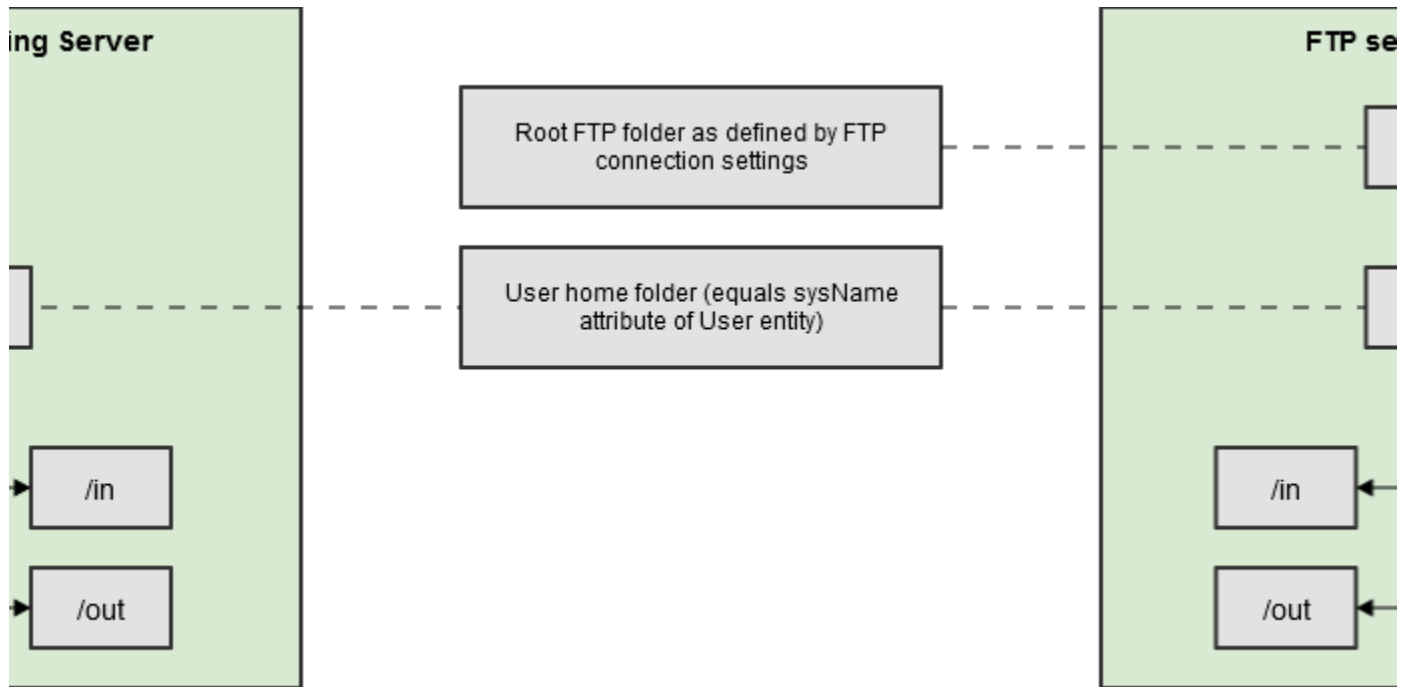 ing Server
FTP se
Root FTP folder as defined by FTP
connection settings
User home folder (equals sysName
attribute of User entity)
/in
/in
/out
/out